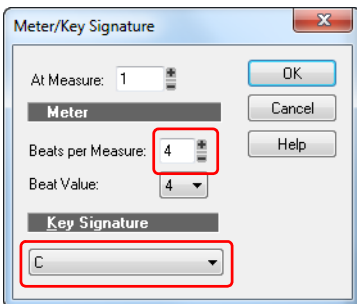 Meter/Key Signature
At Measure: 1
OK
Meter
Cancel
Beats per Measure: 4
Help
Beat Value: 4
Key Signature
C